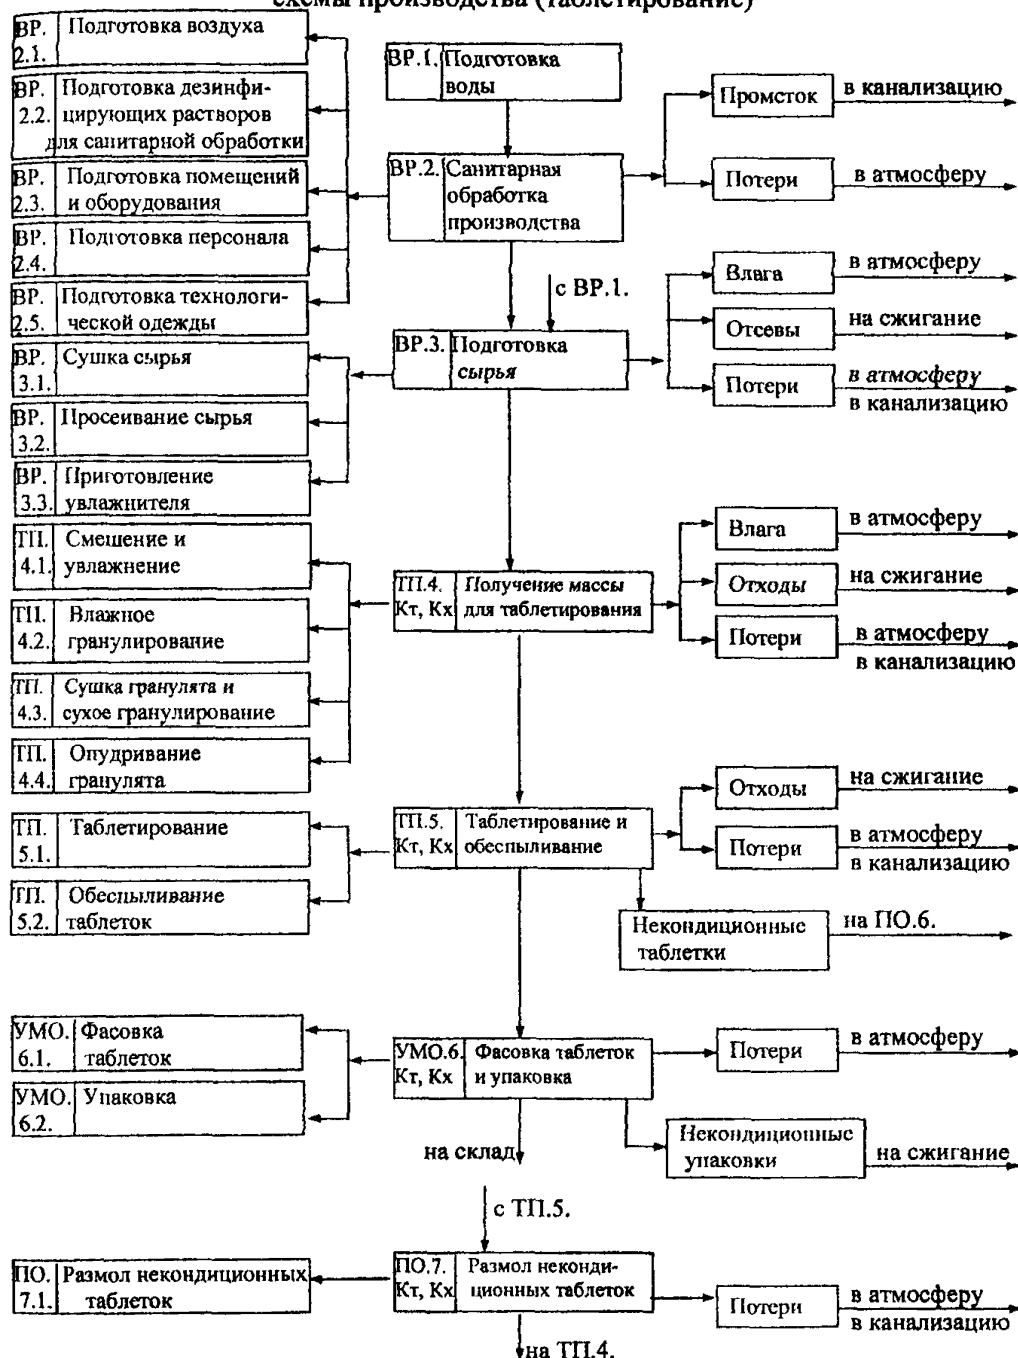 схемы производства (таблетирование)
ВР. Подготовка воздуха
2.1.
ВР. Подготовка дезинфи-
2.2. цирующих растворов
для санитарной обработки
ВР. Подготовка помещений
2.3. и оборудования
ВР. Подготовка персонала
2.4.
ВР. Подготовка технологи-
2.5. ческой одежды
ВР. Сушка сырья
3.1.
ВР. Просеивание сырья
3.2.
ВР. Приготовление
3.3. увлажнителя
ТП. Смешение и
4.1. увлажнение
ТП. Влажное
4.2. гранулирование
ТП. Сушка гранулята и
4.3. сухое гранулирование
ТП. Опудривание
4.4. гранулята
ТП. Таблетирование
5.1.
ТП. Обеспыливание
5.2. таблеток
УМО. Фасовка
6.1. таблеток
УМО. Упаковка
6.2.
ПО. Размол некондиционных
7.1. таблеток
ВР.1. Подготовка
воды
ВР.2. Санитарная
обработка
производства
с ВР.1.
ВР.3. Подготовка
сырья
ТП.4. Получение массы
Кт, Кх для таблетирования
ТП.5. Таблетирование и
Кт, Кх обеспыливание
УМО.6. Фасовка таблеток
Кт, Кх и упаковка
на склад
с ТП.5.
ПО.7. Размол неконди-
Кт, Кх ционных таблеток
на ТП.4.
Промсток в канализацию
Потери в атмосферу
Влага в атмосферу
Отсевы на сжигание
Потери в атмосферу
в канализацию
Влага в атмосферу
Отходы на сжигание
Потери в атмосферу
в канализацию
Отходы на сжигание
Потери в атмосферу
в канализацию
Некондиционные
таблетки
на ПО.6.
Потери в атмосферу
Некондиционные
упаковки
на сжигание
Потери в атмосферу
в канализацию